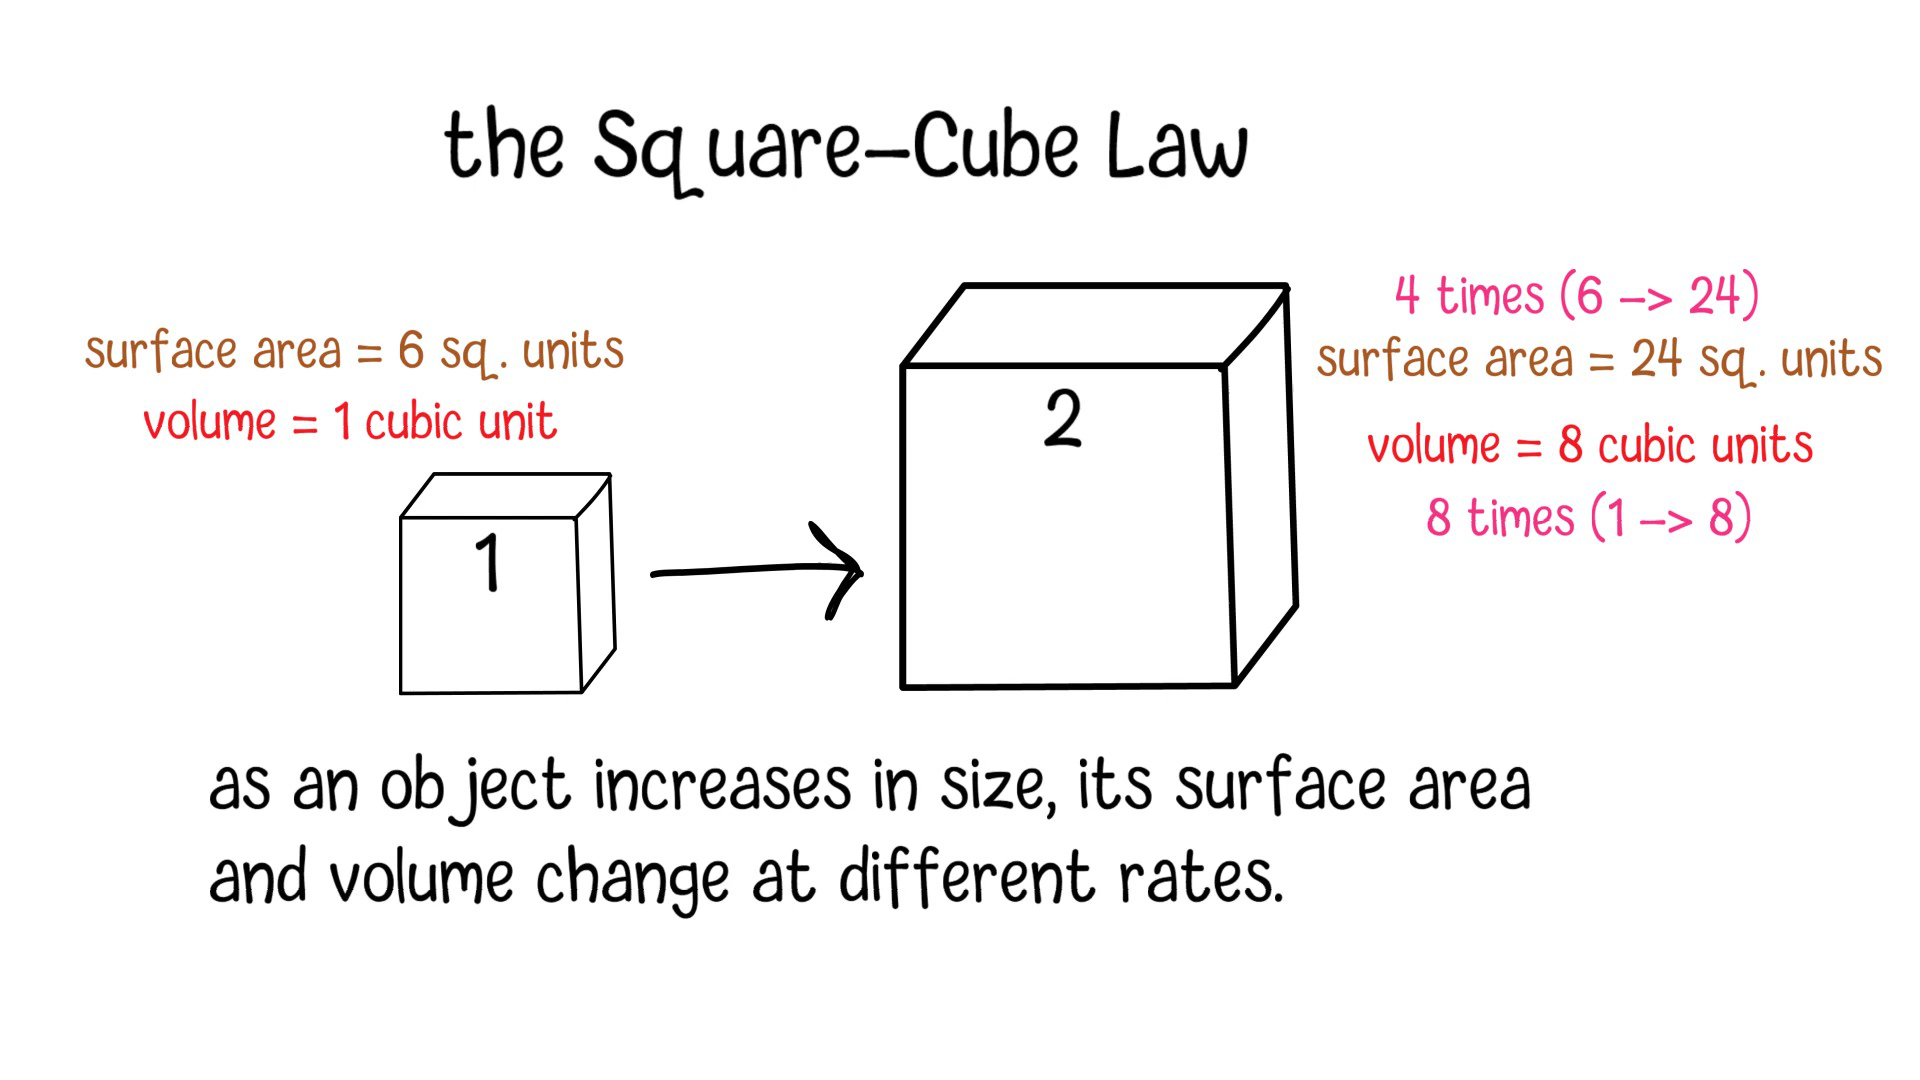 the Square-Cube Law
surface area = 6 sq. units
volume = 1 cubic unit
1
2
4 times (6 -> 24)
surface area = 24 sq. units
volume = 8 cubic units
8 times (1 -> 8)
as an object increases in size, its surface area
and volume change at different rates.